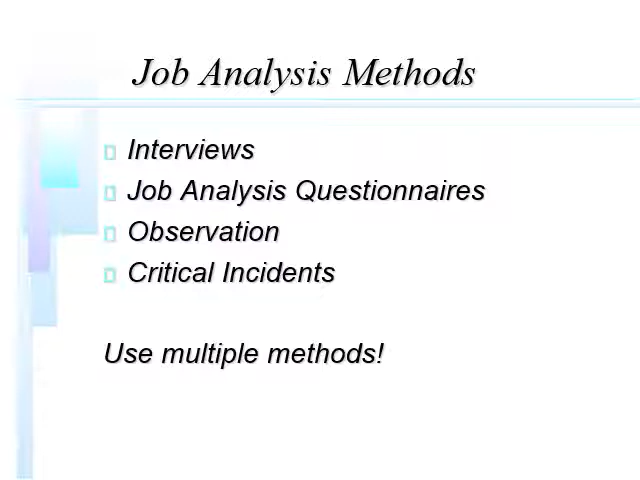 Job Analysis Methods
Interviews
Job Analysis Questionnaires
Observation
Critical Incidents
Use multiple methods!